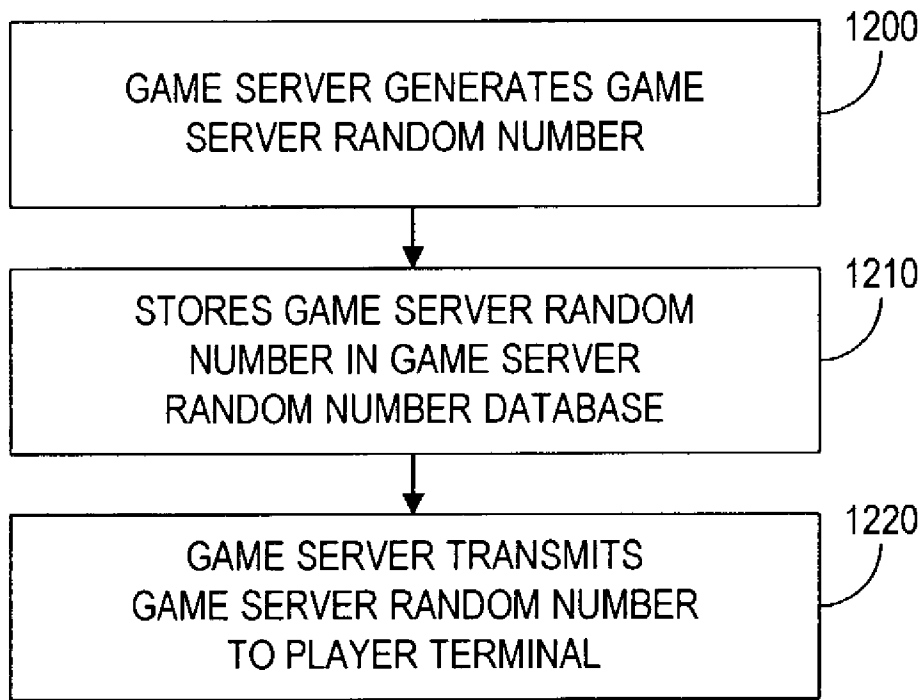 1200
GAME SERVER GENERATES GAME
SERVER RANDOM NUMBER
1210
STORES GAME SERVER RANDOM
NUMBER IN GAME SERVER
RANDOM NUMBER DATABASE
1220
GAME SERVER TRANSMITS
GAME SERVER RANDOM NUMBER
TO PLAYER TERMINAL